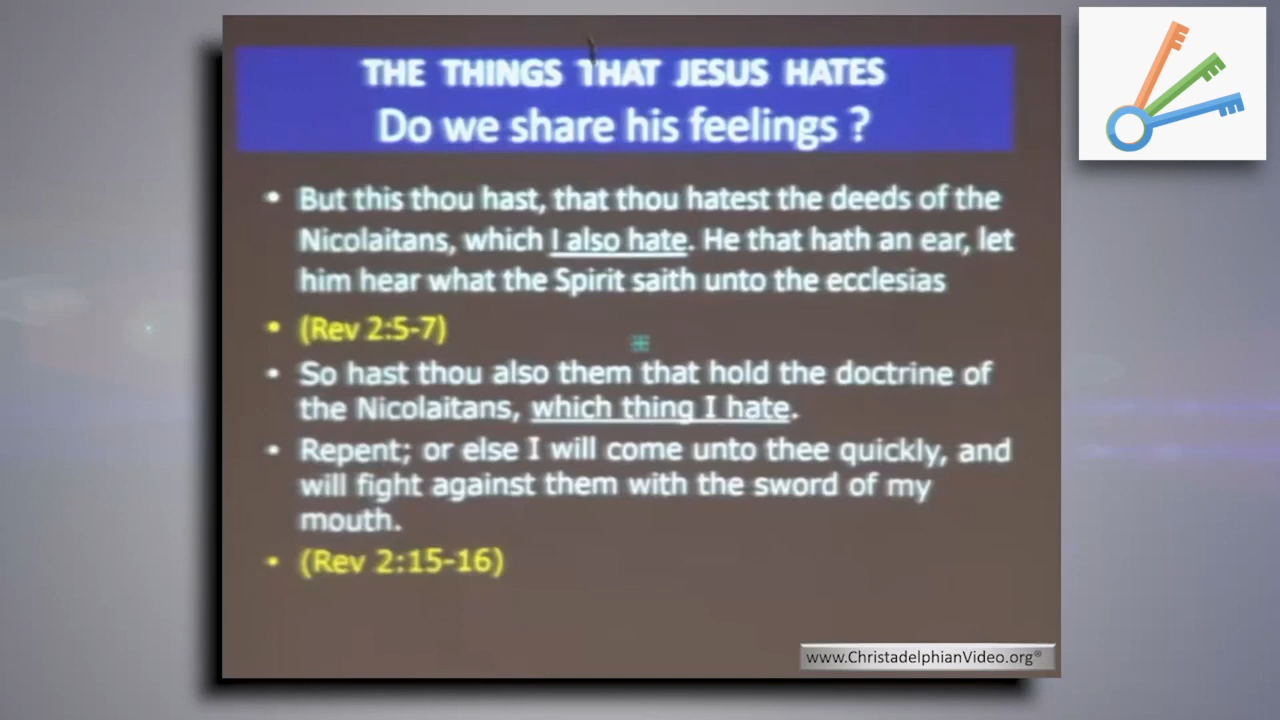 THE THINGS THAT JESUS HATES
Do we share his feelings ?
• But this thou hast, that thou hatest the deeds of the
Nicolaitans, which I also hate. He that hath an ear, let
him hear what the Spirit saith unto the ecclesias
• (Rev 2:5-7)
• So hast thou also them that hold the doctrine of
the Nicolaitans, which thing I hate.
• Repent; or else I will come unto thee quickly, and
will fight against them with the sword of my
mouth.
• (Rev 2:15-16)
www.ChristadelphianVideo.org®